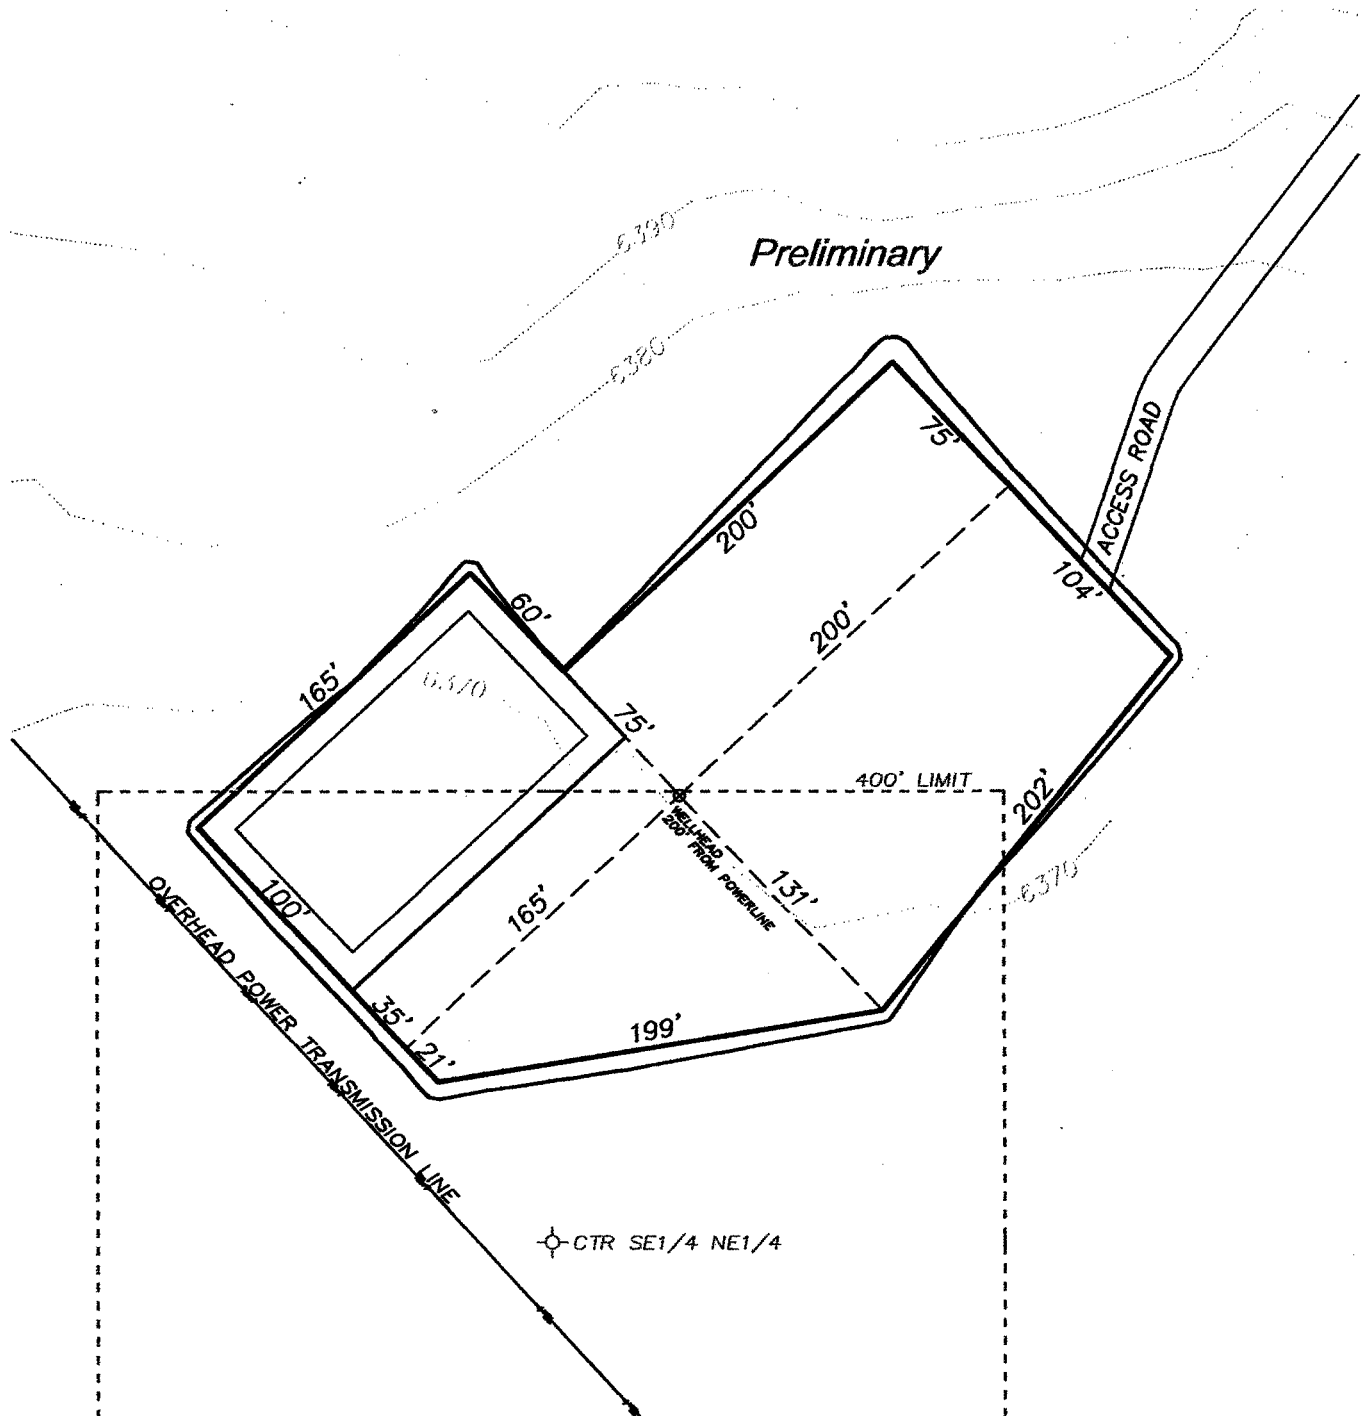 6390
Preliminary
6380
75'
ACCESS ROAD
200'
104'
60'
200'
165'
6370
75'
400' LIMIT
202'
WELLHEAD
200' FROM POWERLINE
131'
6370
100'
165'
OVERHEAD POWER TRANSMISSION LINE
35'
21'
199'
CTR SE1/4 NE1/4